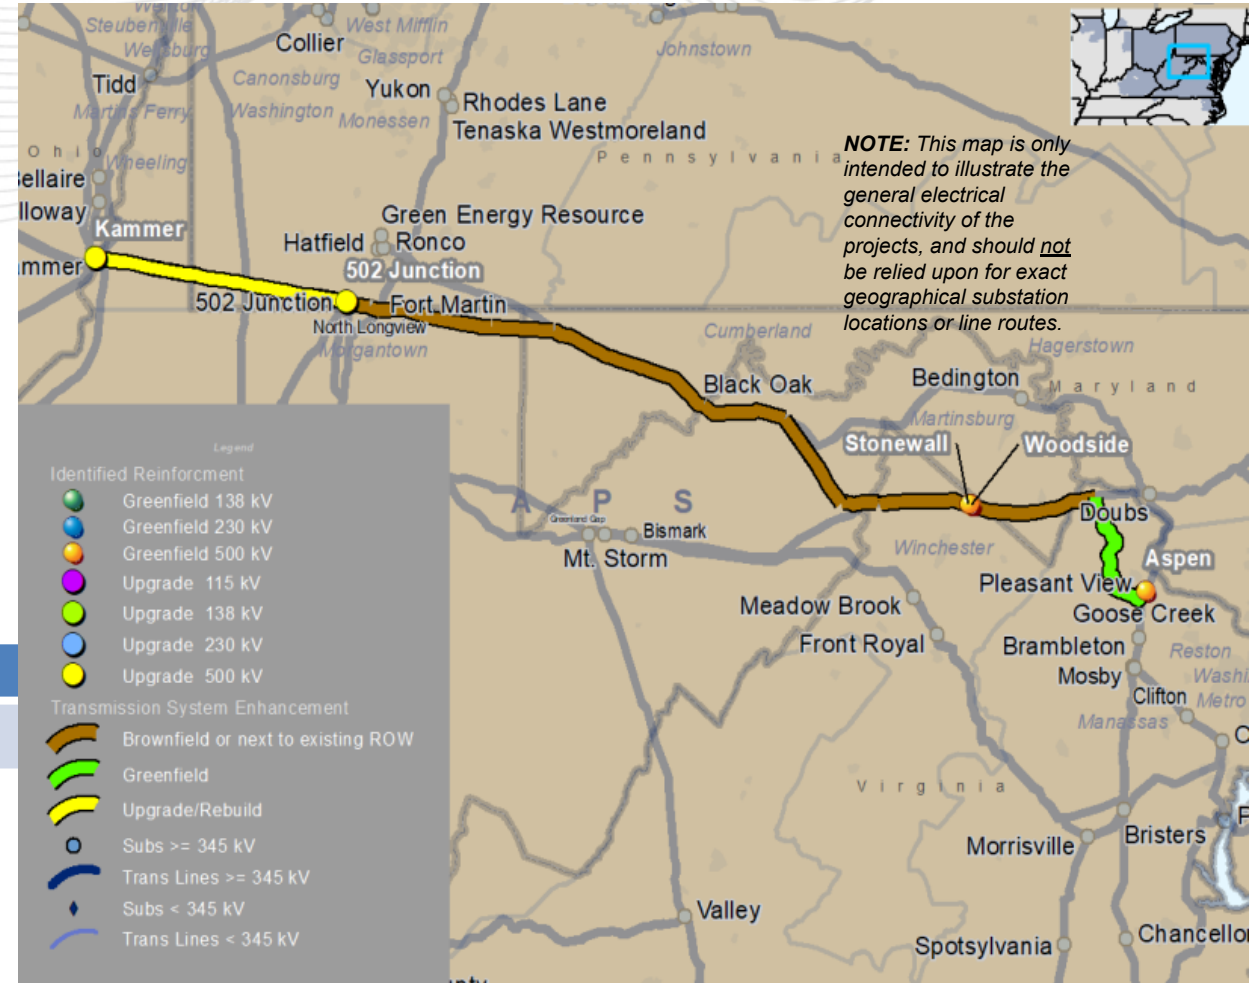 Steubenville
Weirsburg
Collier
West Mifflin
Glassport
Johnstown
Tidd
Canonsburg
Yukon
Rhodes Lane
Martins Ferry
Washington
Monessen
Tenaska Westmoreland
Ohio
Wheeling
Pennsylvania
NOTE: This map is only
intended to illustrate the
general electrical
connectivity of the
projects, and should not
be relied upon for exact
geographical substation
locations or line routes.
Bellaire
lloway
Kammer
Green Energy Resource
Hatfield
Ronco
mmer
502 Junction
502 Junction
Fort Martin
North Longview
Morgantown
Cumberland
Hagerstown
Black Oak
Bedington
Maryland
Martinsburg
Stonewall
Woodside
A P S
Greenland Gap
Bismark
Doubs
Mt. Storm
Winchester
Aspen
Pleasant View
Meadow Brook
Goose Creek
Front Royal
Brambleton
Reston
Mosby
Washi
Clifton
Metro
Manassas
C
Virginia
Morrisville
Bristers
F
Valley
Spotsylvania
Chancellor
unty
Legend
Identified Reinforcment
Greenfield 138 kV
Greenfield 230 kV
Greenfield 500 kV
Upgrade 115 kV
Upgrade 138 kV
Upgrade 230 kV
Upgrade 500 kV
Transmission System Enhancement
Brownfield or next to existing ROW
Greenfield
Upgrade/Rebuild
Subs >= 345 kV
Trans Lines >= 345 kV
Subs < 345 kV
Trans Lines < 345 kV